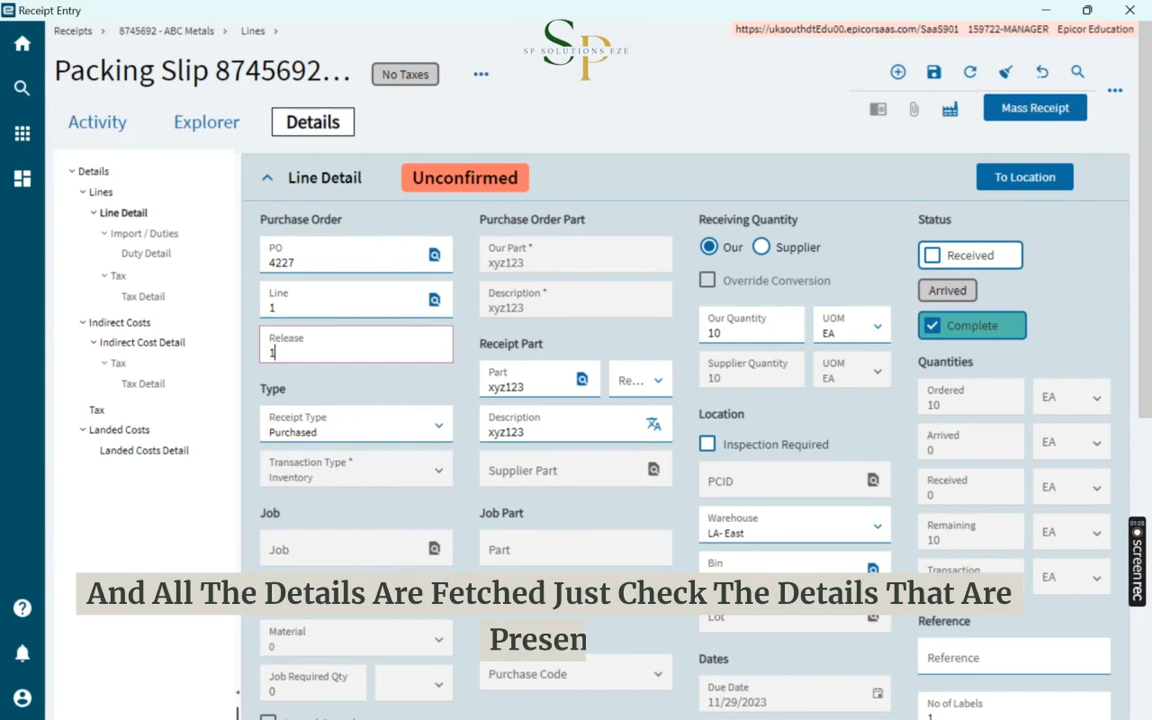 Receipt Entry
Receipts > 8745692 - ABC Metals > Lines >
https://uksouthdtEdu00.epicorsaas.com/SaaS901 159722-MANAGER Epicor Education
SP
SP SOLUTIONS FZE
Packing Slip 8745692...
No Taxes
Mass Receipt
Activity
Explorer
Details
Details
Lines
Line Detail
Import / Duties
Duty Detail
Tax
Tax Detail
Indirect Costs
Indirect Cost Detail
Tax
Tax Detail
Tax
Landed Costs
Landed Costs Detail
Line Detail
Unconfirmed
To Location
Purchase Order
PO
4227
Line
1
Release
1
Type
Receipt Type
Purchased
Transaction Type *
Inventory
Job
Job
Material
0
Job Required Qty
0
Purchase Order Part
Our Part *
xyz123
Description *
xyz123
Receipt Part
Part
xyz123
Re...
Description
xyz123
Supplier Part
Job Part
Part
Purchase Code
Receiving Quantity
Our
Supplier
Override Conversion
Our Quantity
10
UOM
EA
Supplier Quantity
10
UOM
EA
Location
Inspection Required
PCID
Warehouse
LA- East
Bin
Lot
Dates
Due Date
11/29/2023
Status
Received
Arrived
Complete
Quantities
Ordered
10
EA
Arrived
0
EA
Received
0
EA
Remaining
10
EA
Transaction
EA
Reference
Reference
No of Labels
1
And All The Details Are Fetched Just Check The Details That Are
Presen
01:25
screenrec